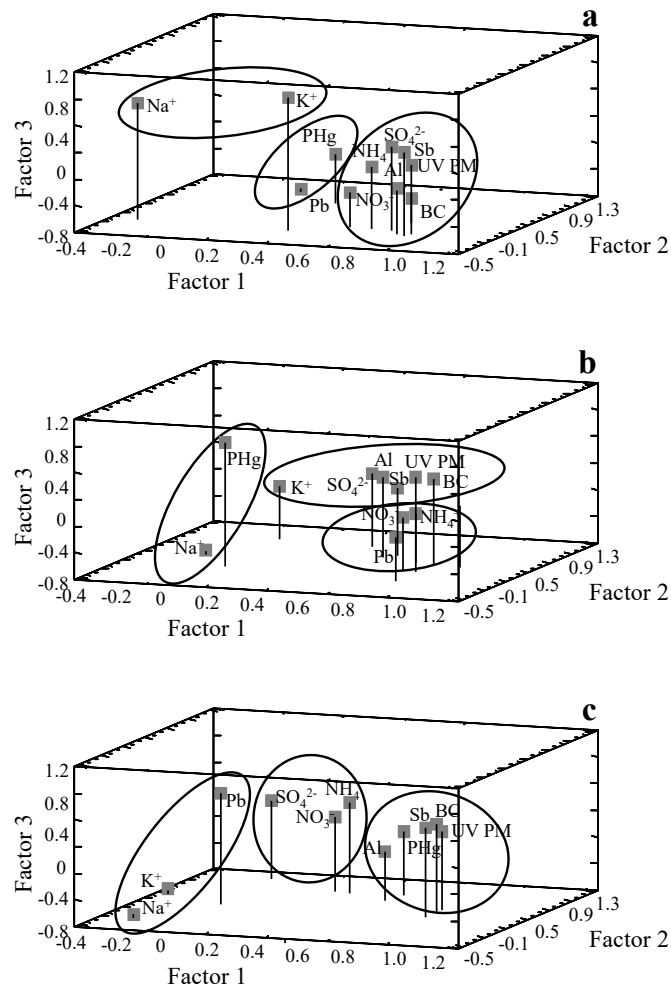 a
1.2
0.8
0.4
0
-0.4
-0.8
Factor 3
Na⁺
K⁺
PHg
Pb
NH₄
SO₄²⁻
Sb
Al
UV PM
NO₃⁻
BC
-0.4
0
0.2
0.4
0.6
0.8
1.0
1.2
Factor 1
-0.5
-0.1
0.5
0.9
1.3
Factor 2
b
1.2
0.8
0.4
0
-0.4
-0.8
Factor 3
PHg
Na⁺
K⁺
Al
SO₄²⁻
Sb
UV PM
BC
NO₃⁻
NH₄
Pb
-0.4
0
0.2
0.4
0.6
0.8
1.0
1.2
Factor 1
-0.5
-0.1
0.5
0.9
1.3
Factor 2
c
1.2
0.8
0.4
0
-0.4
-0.8
Factor 3
Pb
K⁺
Na⁺
SO₄²⁻
NH₄
NO₃⁻
Al
Sb
BC
UV PM
PHg
-0.4
0
0.2
0.4
0.6
0.8
1.0
1.2
Factor 1
-0.5
-0.1
0.5
0.9
1.3
Factor 2